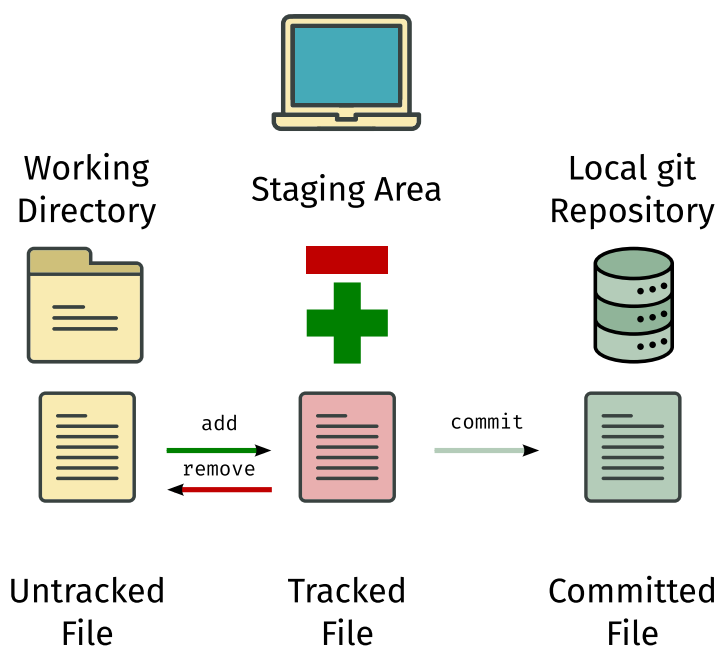 Working
Directory
Staging Area
Local git
Repository
add
remove
commit
Untracked
File
Tracked
File
Committed
File